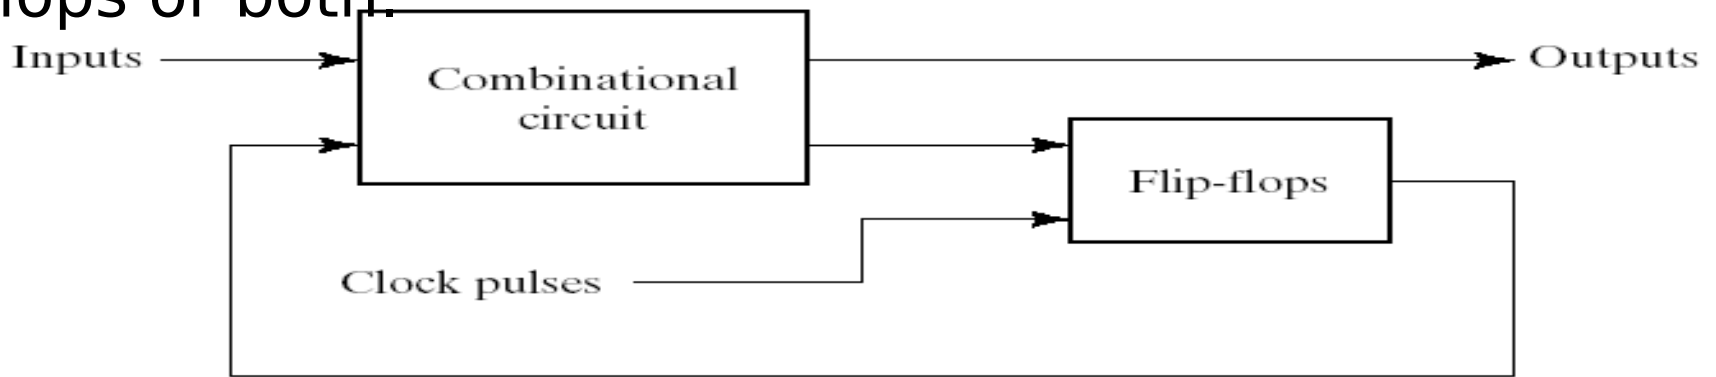 or both.
Inputs
Combinational
circuit
Outputs
Flip-flops
Clock pulses